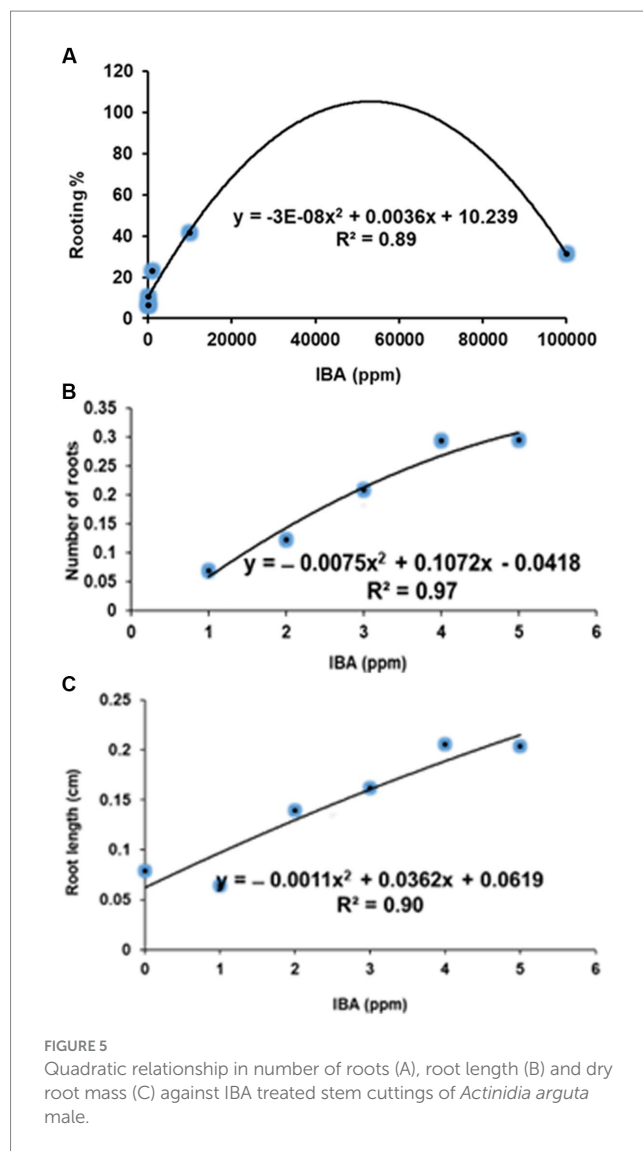 A
120
100
80
60
40
20
0
Rooting %
y = -3E-08x² + 0.0036x + 10.239
R² = 0.89
0 20000 40000 60000 80000 100000
IBA (ppm)
B
0.35
0.3
0.25
0.2
0.15
0.1
0.05
0
Number of roots
y = – 0.0075x² + 0.1072x - 0.0418
R² = 0.97
0 1 2 3 4 5 6
IBA (ppm)
C
0.25
0.2
0.15
0.1
0.05
0
Root length (cm)
y = – 0.0011x² + 0.0362x + 0.0619
R² = 0.90
0 1 2 3 4 5 6
IBA (ppm)
FIGURE 5
Quadratic relationship in number of roots (A), root length (B) and dry
root mass (C) against IBA treated stem cuttings of Actinidia arguta
male.